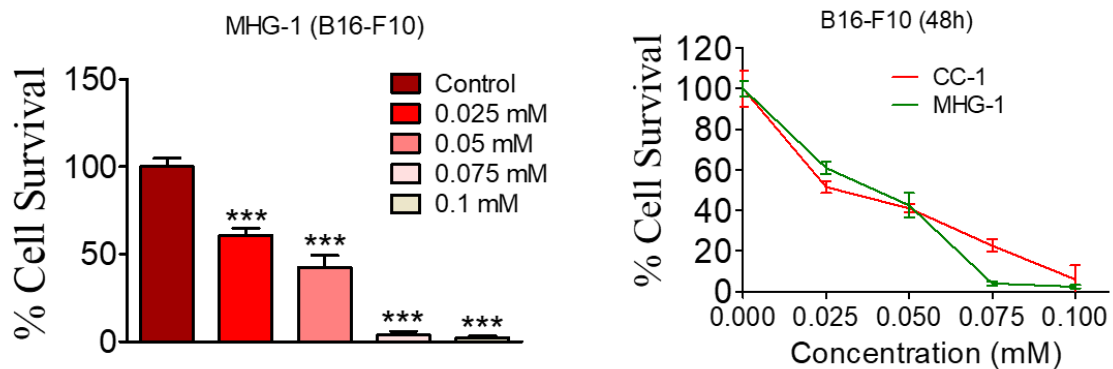 MHG-1 (B16-F10)
% Cell Survival
150
100
50
0
Control
0.025 mM
0.05 mM
0.075 mM
0.1 mM
***
***
***
***
B16-F10 (48h)
% Cell Survival
120
100
80
60
40
20
0
CC-1
MHG-1
0.000 0.025 0.050 0.075 0.100
Concentration (mM)